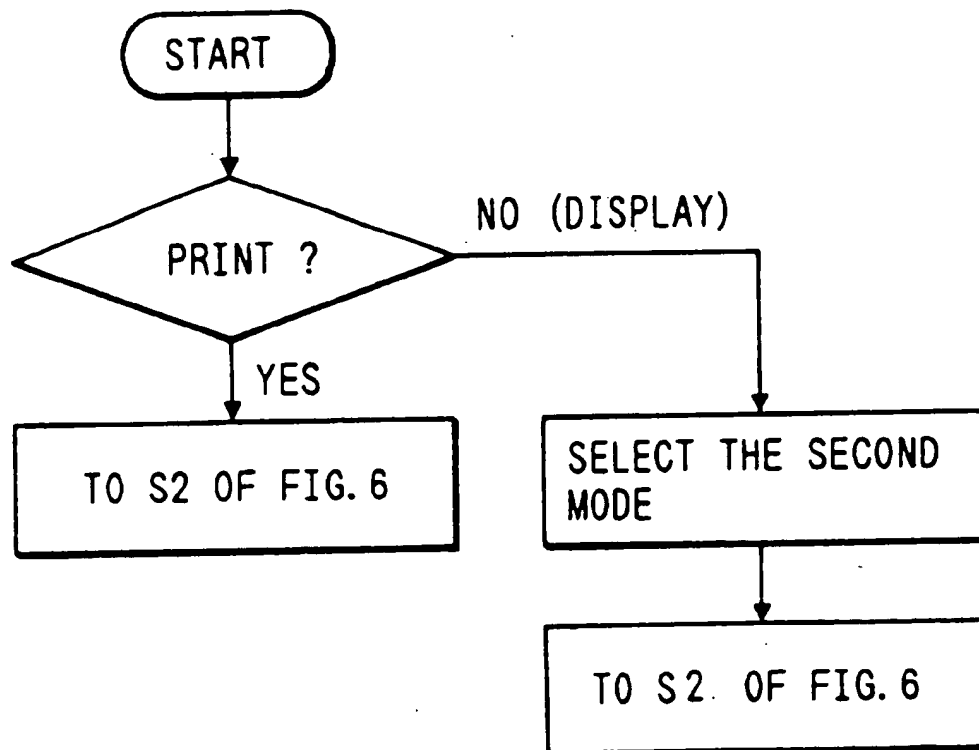 START
PRINT ?
NO (DISPLAY)
YES
TO S2 OF FIG. 6
SELECT THE SECOND
MODE
TO S2 OF FIG. 6